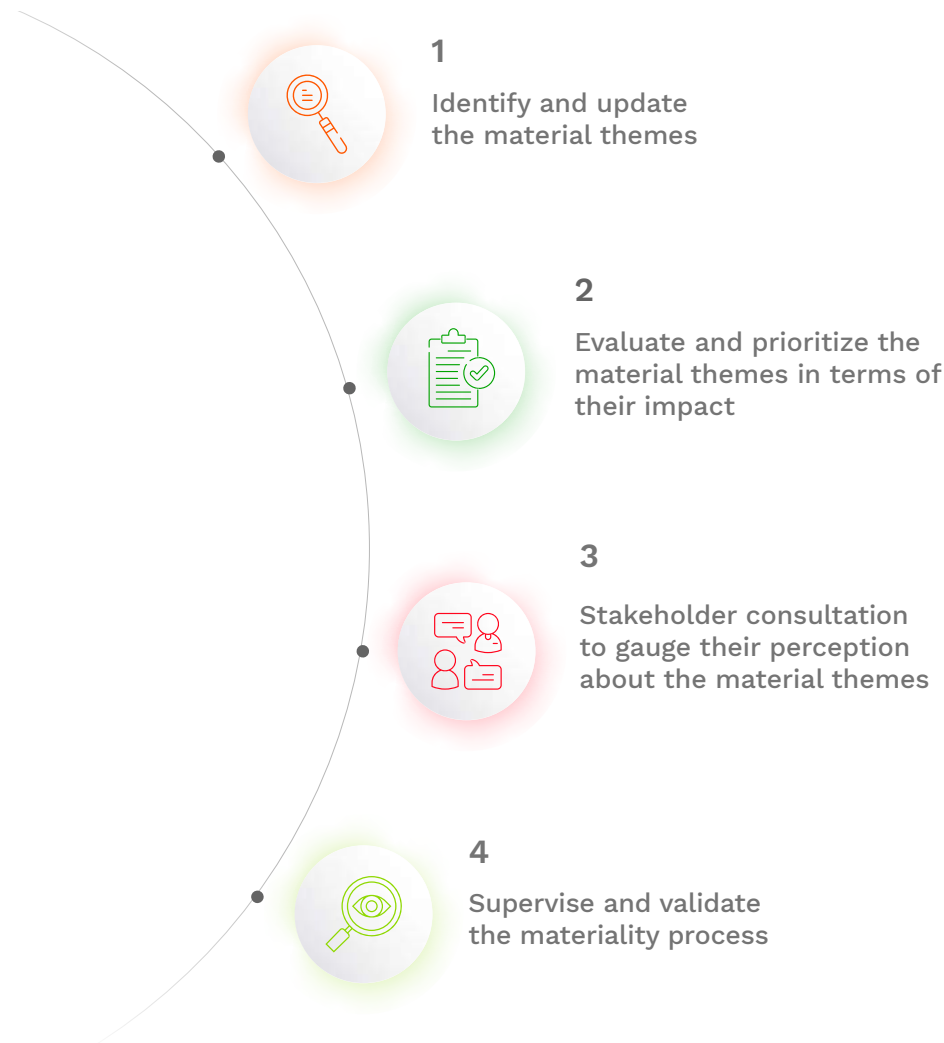 1
Identify and update
the material themes
2
Evaluate and prioritize the
material themes in terms of
their impact
3
Stakeholder consultation
to gauge their perception
about the material themes
4
Supervise and validate
the materiality process